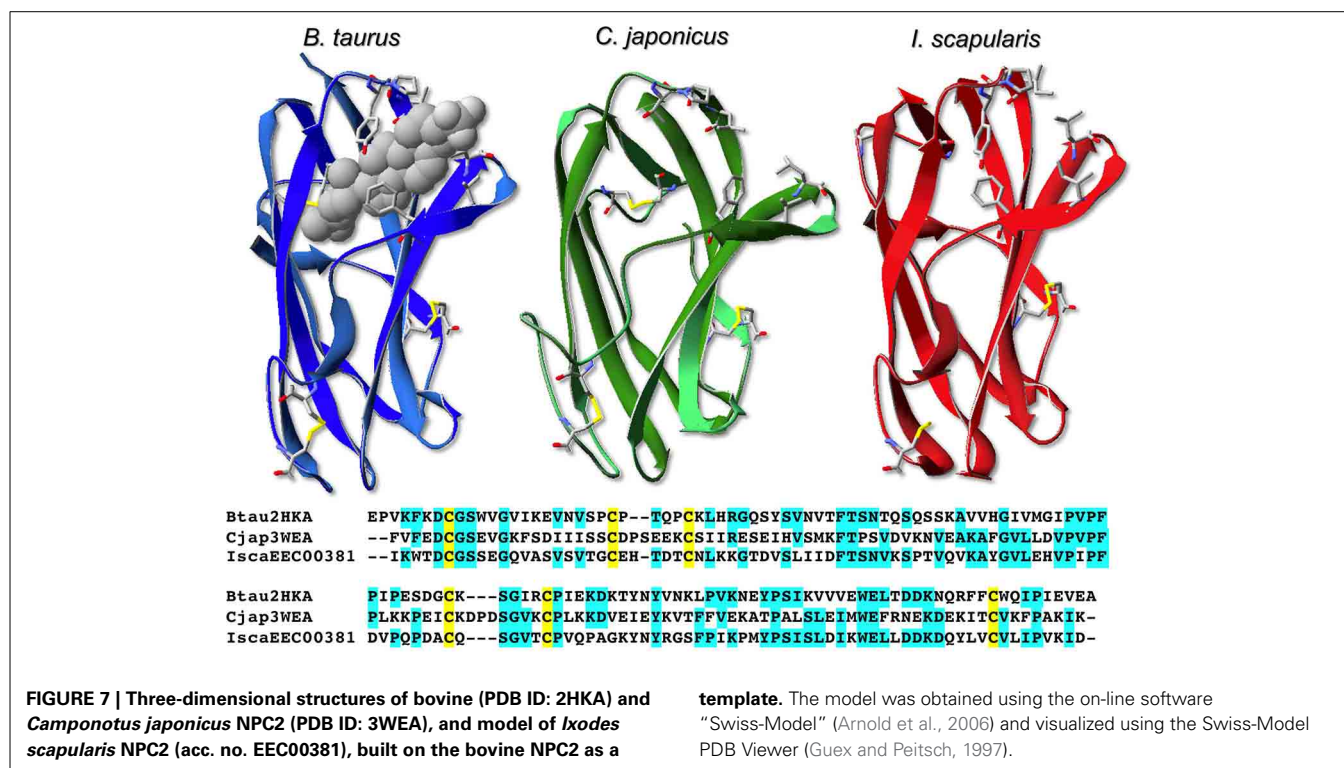 B. taurus C. japonicus I. scapularis
Btau2HKA EPVKFKDCGSWVGVIKEVNVSPCP--TQPCKLHRGQSYSVNVTFTSNTQSQSSKAVVHGIVMGIPVPF
Cjap3WEA --FVFEDCGSEVGKFSDIIISSCDPSEEKCSIIRESEIHVSMKFTPSVDVKNVEAKAFGVLLDVPVPF
IscaEEC00381 --IKWTDCGSSEGQVASVSVTGCEH-TDTCNLKKGTDVSLIIDFTSNVKSPTVQVKAYGVLEHVPIPF
Btau2HKA PIPESDGCK---SGIRCPIEKDKTYNYVNKLPVKNEYPSIKVVVEWELTDDKNQRFFCWQIPIEVEA
Cjap3WEA PLKKPEICKDPDSGVKCPLKKDVEIEYKVTFFVEKATPALSLEIMWEFRNEKDEKITCVKFPAKIK-
IscaEEC00381 DVPQPDACQ---SGVTCPVQPAGKYNYRGSFPIKPMYPSISLDIKWELLDDKDQYLVCVLIPVKID-
FIGURE 7 | Three-dimensional structures of bovine (PDB ID: 2HKA) and
Camponotus japonicus NPC2 (PDB ID: 3WEA), and model of Ixodes
scapularis NPC2 (acc. no. EEC00381), built on the bovine NPC2 as a
template. The model was obtained using the on-line software
“Swiss-Model” (Arnold et al., 2006) and visualized using the Swiss-Model
PDB Viewer (Guex and Peitsch, 1997).